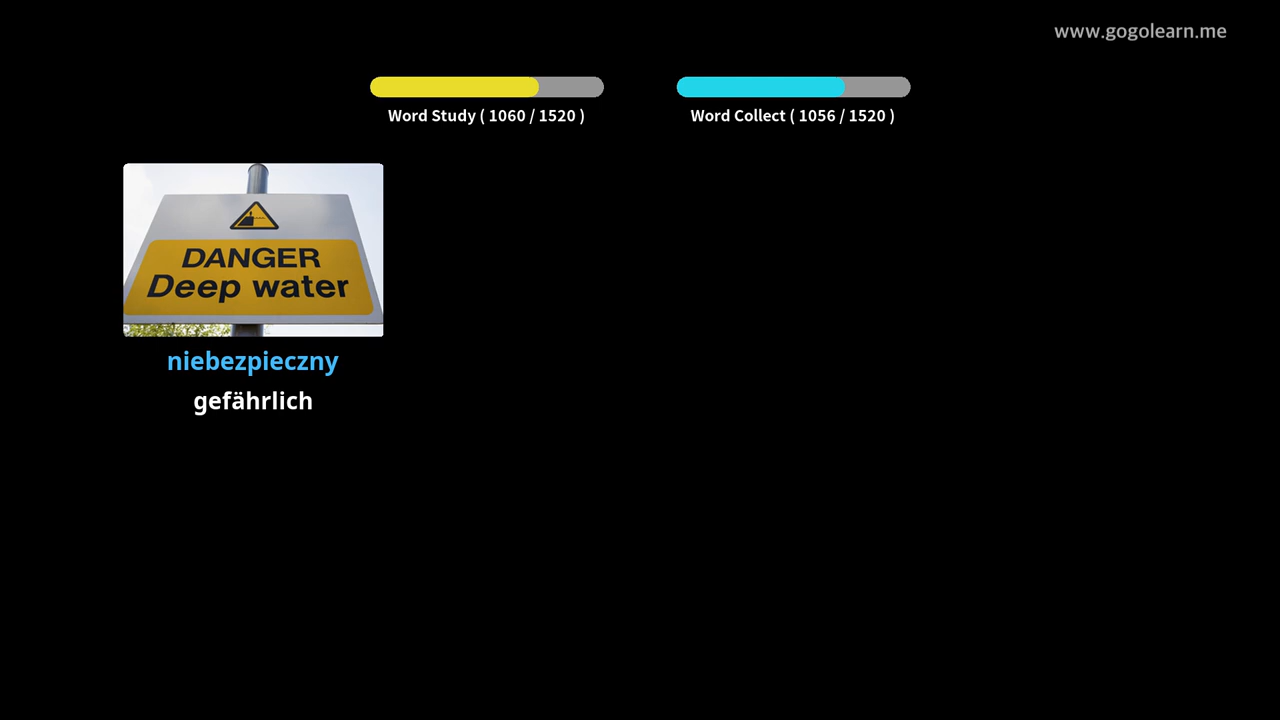 www.gogolearn.me
Word Study ( 1060 / 1520 )
Word Collect ( 1056 / 1520 )
DANGER
Deep water
niebezpieczny
gefährlich